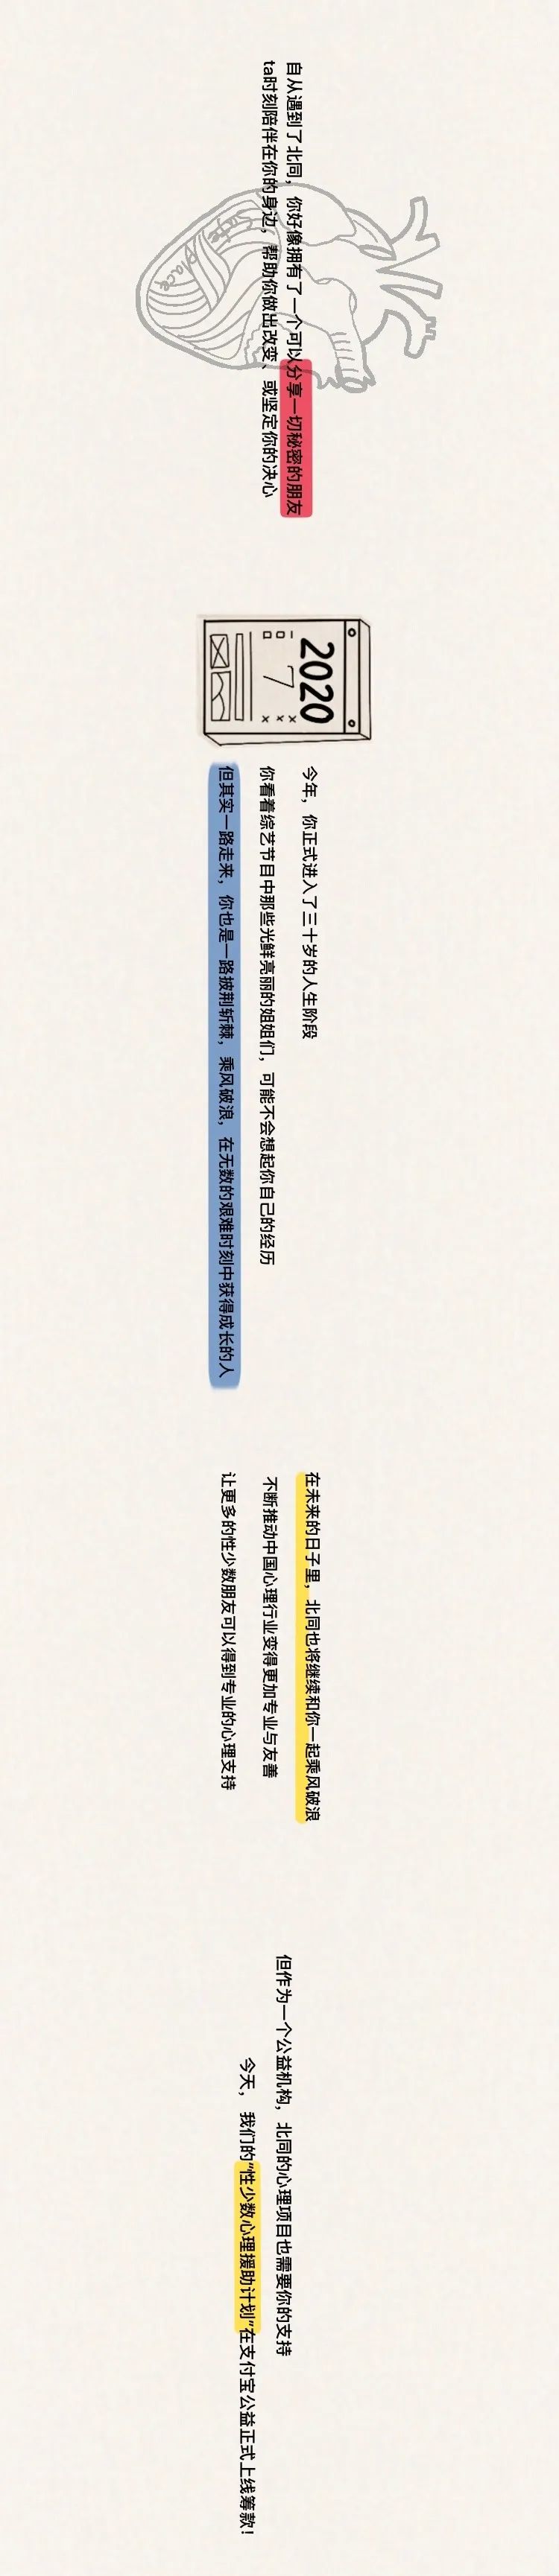 自从遇到了北同，你好像拥有了一个可以分享一切秘密的朋友
ta时刻陪伴在你的身边，帮助你做出改变、或坚定你的决心
safe
place
2020
7
今年，你正式进入了三十岁的人生阶段
你看着综艺节目中那些光鲜亮丽的姐姐们，可能不会想起你自己的经历
但其实一路走来，你也是一路披荆斩棘，乘风破浪，在无数的艰难时刻中获得成长的人
在未来的日子里，北同也将继续和你一起乘风破浪
不断推动中国心理行业变得更加专业与友善
让更多的性少数朋友可以得到专业的心理支持
但作为一个公益机构，北同的心理项目也需要你的支持
今天，我们的“性少数心理援助计划”在支付宝公益正式上线筹款！